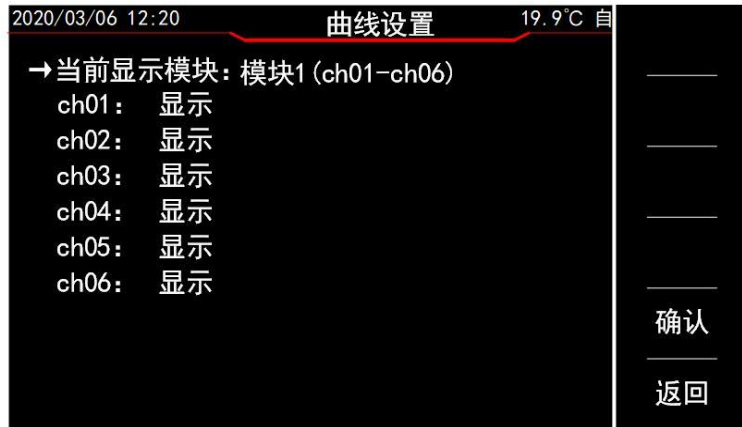 2020/03/06 12:20 曲线设置 19.9℃ 自
→当前显示模块：模块1(ch01-ch06)
ch01： 显示
ch02： 显示
ch03： 显示
ch04： 显示
ch05： 显示
ch06： 显示
确认
返回